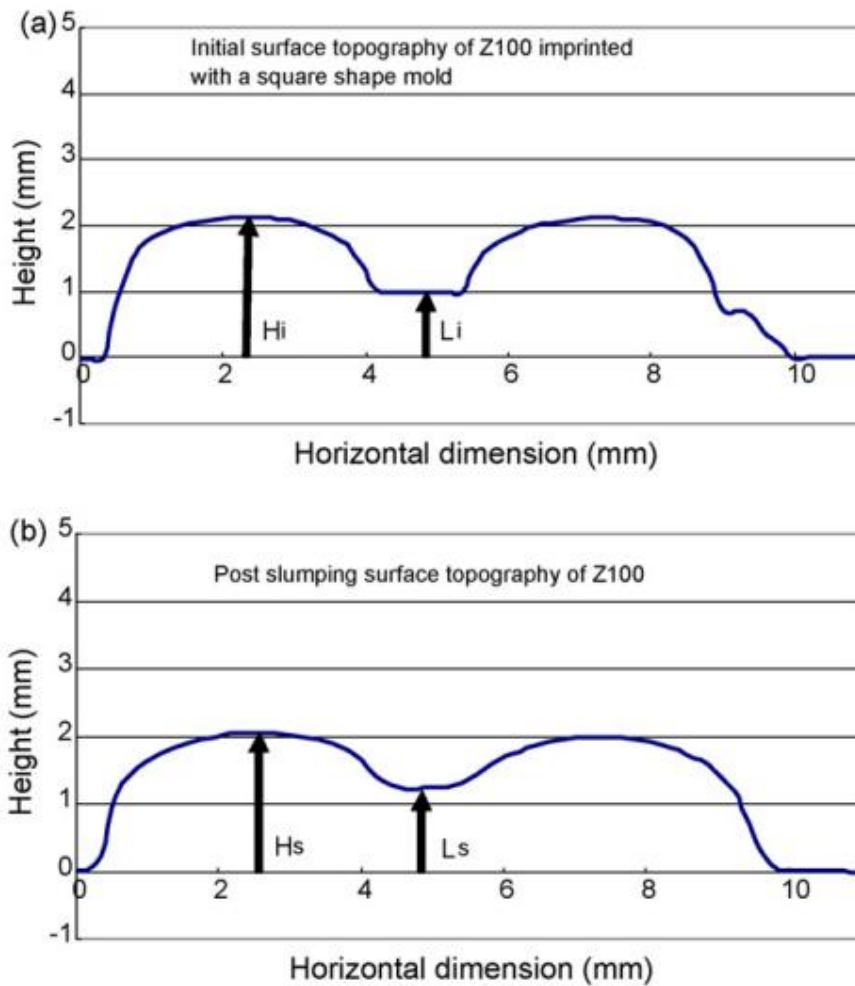 (a)
Initial surface topography of Z100 imprinted
with a square shape mold
5
4
3
2
1
0
-1
Height (mm)
Hi
Li
0 2 4 6 8 10
Horizontal dimension (mm)
(b)
Post slumping surface topography of Z100
5
4
3
2
1
0
-1
Height (mm)
Hs
Ls
0 2 4 6 8 10
Horizontal dimension (mm)